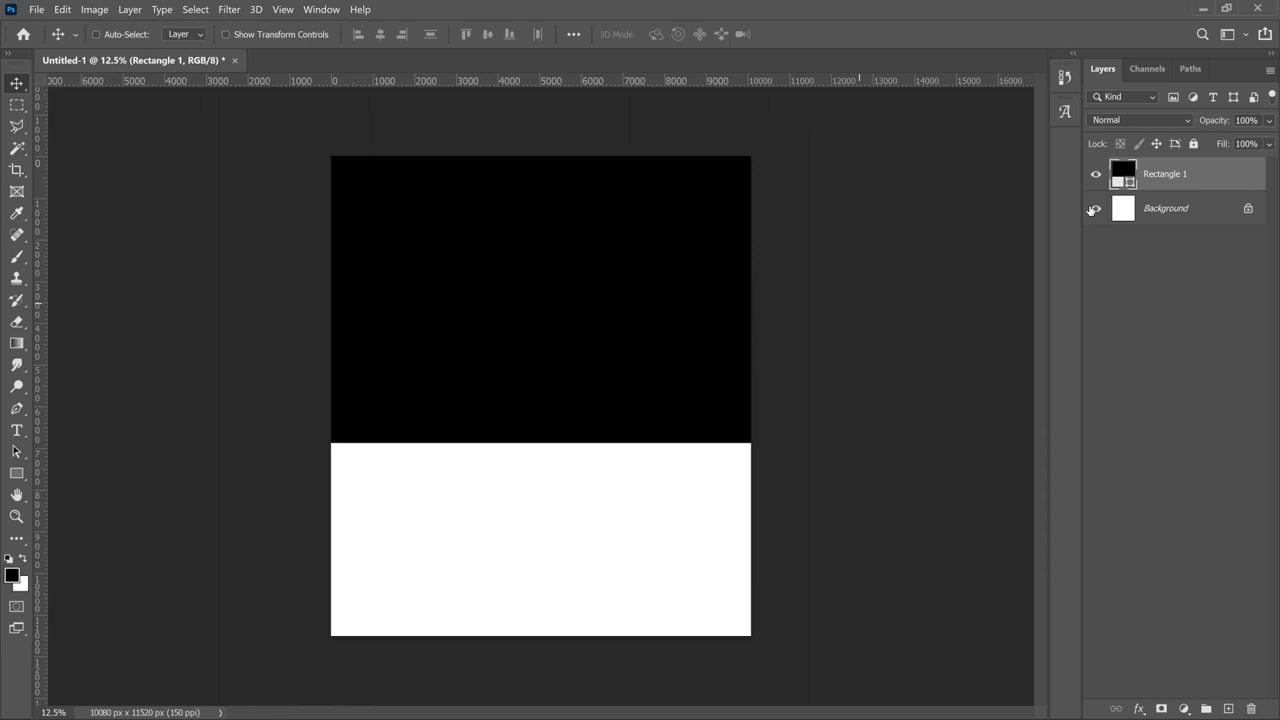 Ps File Edit Image Layer Type Select Filter 3D View Window Help
Auto-Select: Layer Show Transform Controls 3D Mode:
Untitled-1 @ 12.5% (Rectangle 1, RGB/8) * ×
6000 5000 4000 3000 2000 1000 0 1000 2000 3000 4000 5000 6000 7000 8000 9000 10000 11000 12000 13000 14000 15000 16000
Layers Channels Paths
Kind
Normal Opacity: 100%
Lock: Fill: 100%
Rectangle 1
Background
12.5% 10080 px x 11520 px (150 ppi)